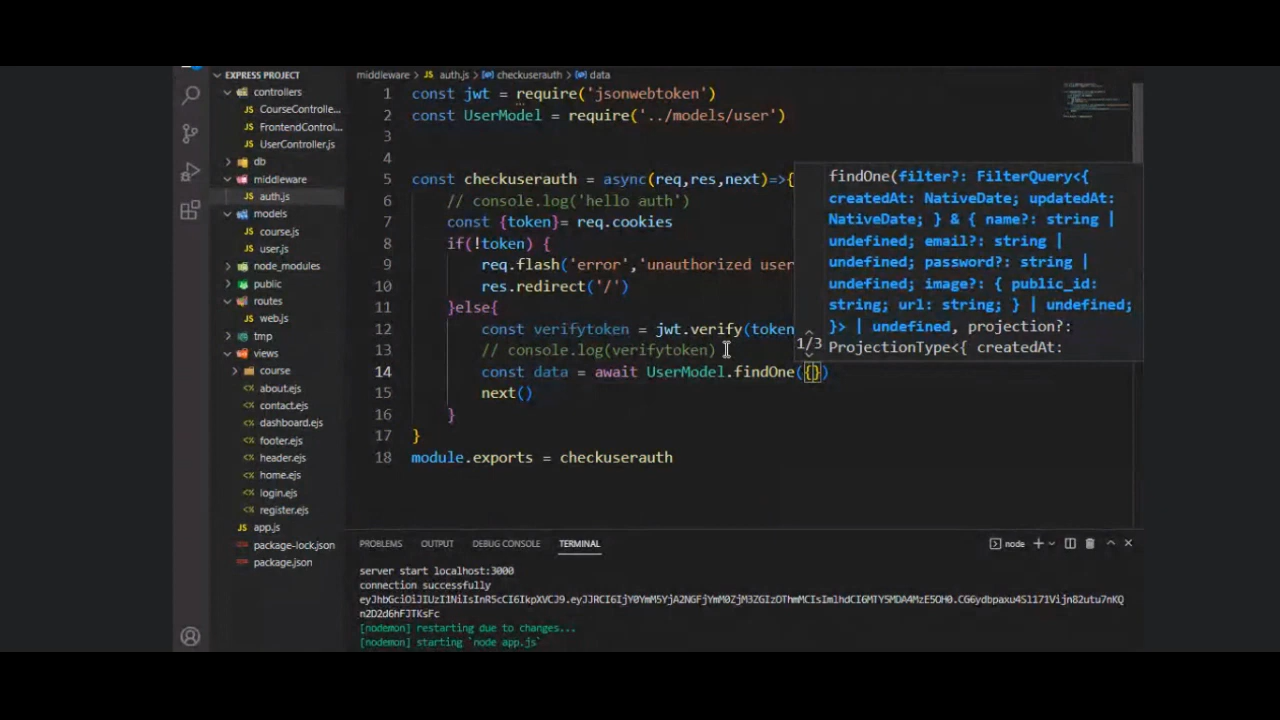 EXPRESS PROJECT
controllers
CourseControlle...
FrontendControl...
UserController.js
db
middleware
auth.js
models
course.js
user.js
node_modules
public
routes
web.js
tmp
views
course
about.ejs
contact.ejs
dashboard.ejs
footer.ejs
header.ejs
home.ejs
login.ejs
register.ejs
app.js
package-lock.json
package.json
middleware > auth.js > checkuserauth > data
1 const jwt = require('jsonwebtoken')
2 const UserModel = require('../models/user')
3
4
5 const checkuserauth = async(req,res,next)=>{
6 // console.log('hello auth')
7 const {token}= req.cookies
8 if(!token) {
9 req.flash('error','unauthorized user
10 res.redirect('/')
11 }else{
12 const verifytoken = jwt.verify(token
13 // console.log(verifytoken)
14 const data = await UserModel.findOne({})
15 next()
16 }
17 }
18 module.exports = checkuserauth
findOne(filter?: FilterQuery<{
createdAt: NativeDate; updatedAt:
NativeDate; } & { name?: string |
undefined; email?: string |
undefined; password?: string |
undefined; image?: { public_id:
string; url: string; } | undefined;
}> | undefined, projection?:
1/3 ProjectionType<{ createdAt:
PROBLEMS OUTPUT DEBUG CONSOLE TERMINAL
node
server start localhost:3000
connection successfully
[nodemon] restarting due to changes...
[nodemon] starting `node app.js`